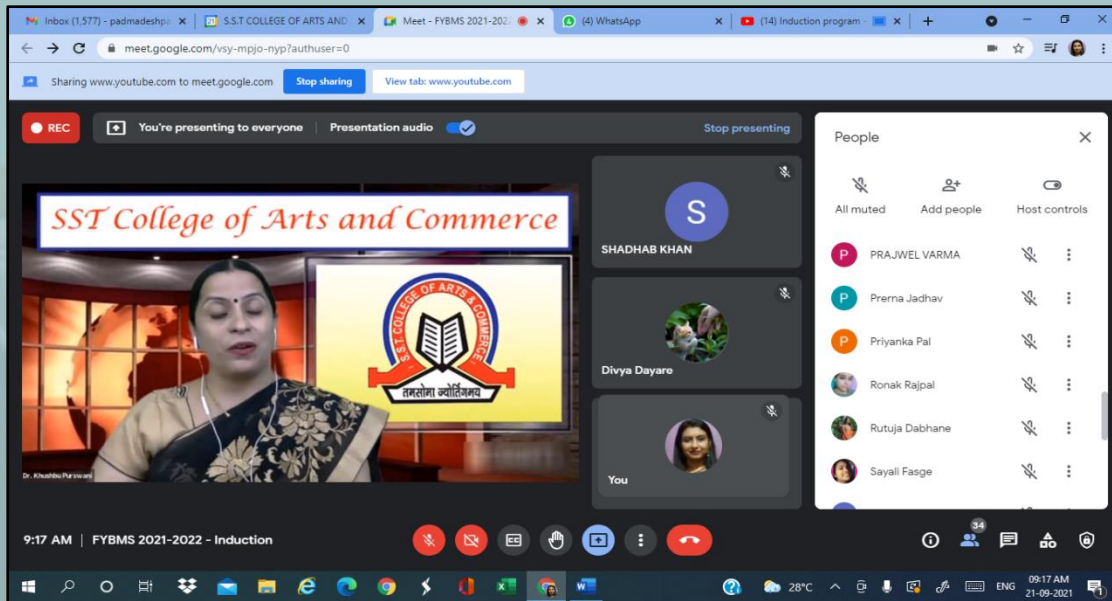 Inbox (1,577) - padmadeshpa
S.S.T COLLEGE OF ARTS AND
Meet - FYBMS 2021-202
(4) WhatsApp
(14) Induction program -
meet.google.com/vsy-mpjo-nyp?authuser=0
Sharing www.youtube.com to meet.google.com
Stop sharing
View tab: www.youtube.com
REC
You're presenting to everyone
Presentation audio
Stop presenting
People
All muted
Add people
Host controls
SST College of Arts and Commerce
S.S.T. COLLEGE OF ARTS & COMMERCE
तमसोमा ज्योतिंगमय
Dr. Khushbu Purswani
S
SHADHAB KHAN
Divya Dayare
You
P PRAJWEL VARMA
P Prerna Jadhav
P Priyanka Pal
Ronak Rajpal
Rutuja Dabhane
Sayali Fasge
9:17 AM | FYBMS 2021-2022 - Induction
34
28°C
ENG
09:17 AM
21-09-2021